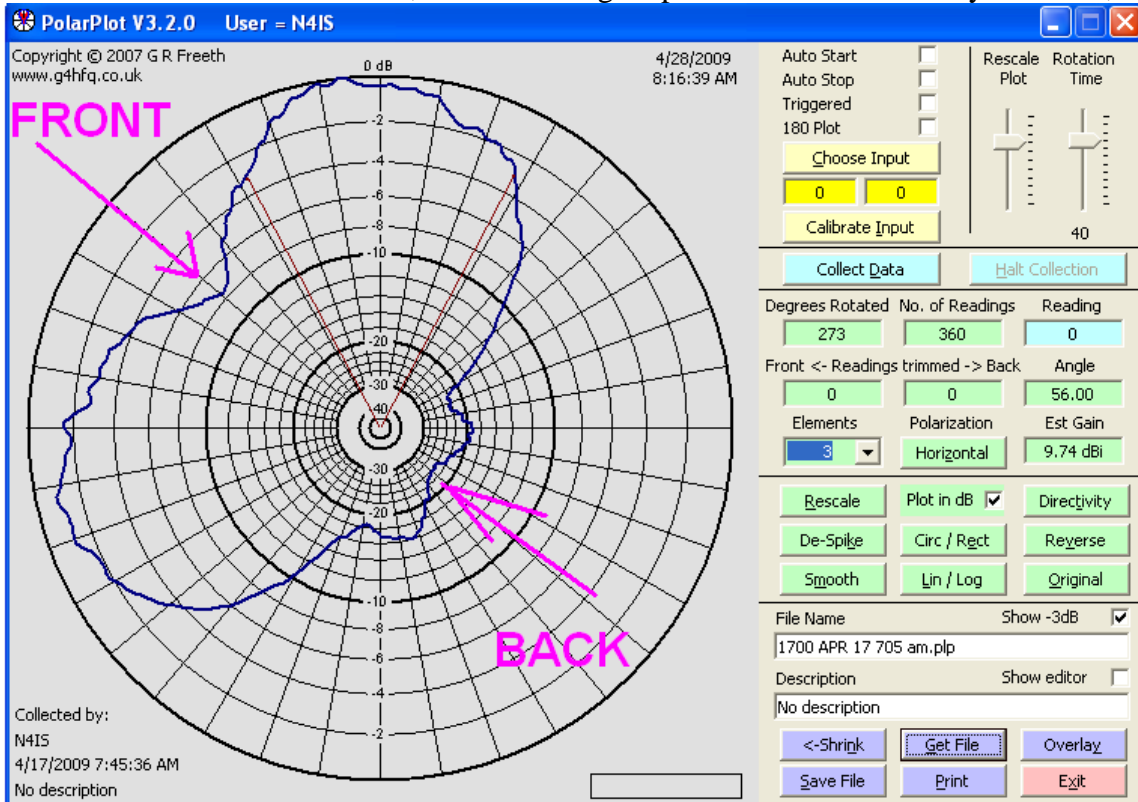 PolarPlot V3.2.0 User = N4IS
Copyright © 2007 G R Freeth
www.g4hfq.co.uk
0 dB
4/28/2009
8:16:39 AM
FRONT
-2
-4
-6
-8
-10
-20
-30
-40
-30
-20
-10
-8
-6
-4
-2
BACK
Collected by:
N4IS
4/17/2009 7:45:36 AM
No description
Auto Start
Auto Stop
Triggered
180 Plot
Choose Input
0 0
Calibrate Input
Rescale Plot
Rotation Time
40
Collect Data Halt Collection
Degrees Rotated No. of Readings Reading
273 360 0
Front <- Readings trimmed -> Back Angle
0 0 56.00
Elements Polarization Est Gain
3 Horizontal 9.74 dBi
Rescale Plot in dB Directivity
De-Spike Circ / Rect Reverse
Smooth Lin / Log Original
File Name Show -3dB
1700 APR 17 705 am.plp
Description Show editor
No description
<-Shrink Get File Overlay
Save File Print Exit